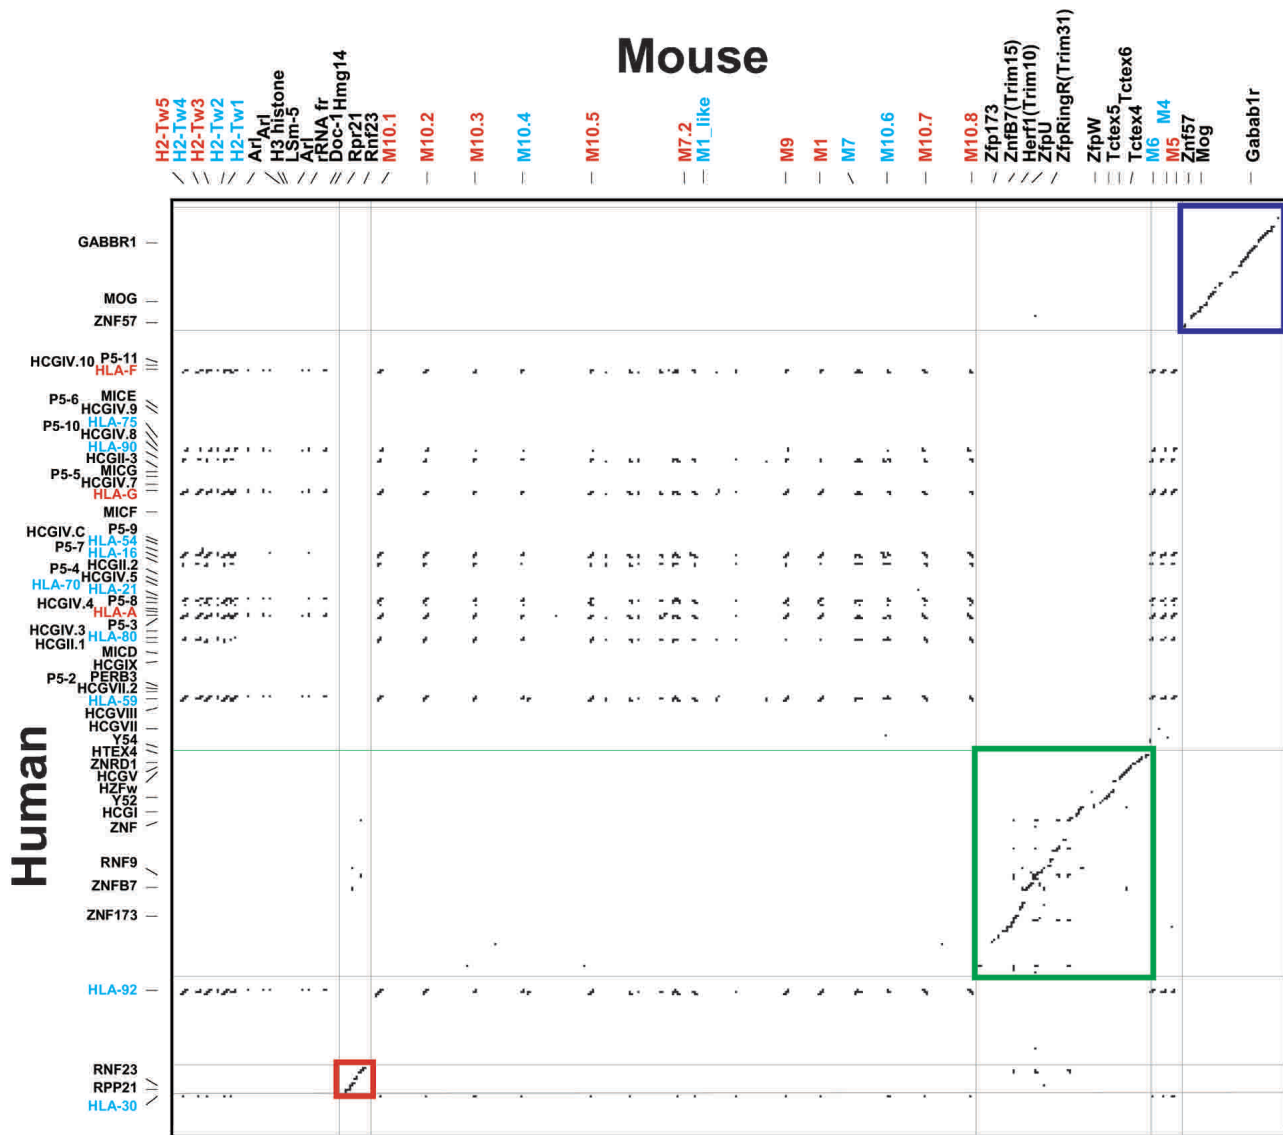 Mouse
H2-Tw5
H2-Tw4
H2-Tw3
H2-Tw2
H2-Tw1
Arl
Arl
H3 histone
LSm-5
Arl
rRNA fr
Doc-1
Hmg14
Rpr21
Rnf23
M10.1
M10.2
M10.3
M10.4
M10.5
M7.2
M1_like
M9
M1
M7
M10.6
M10.7
M10.8
Zfp173
ZnfB7(Trim15)
Herf1(Trim10)
ZfpU
ZfpRingR(Trim31)
ZfpW
Tctex5
Tctex6
Tctex4
M6
M4
M5
Znf57
Mog
Gabab1r
Human
GABBR1
MOG
ZNF57
P5-11
HCGIV.10
HLA-F
MICE
P5-6
HCGIV.9
HLA-75
P5-10
HCGIV.8
HLA-90
HCGII-3
MICG
P5-5
HCGIV.7
HLA-G
MICF
P5-9
HCGIV.C
HLA-54
P5-7
HLA-16
HCGII.2
P5-4
HCGIV.5
HLA-70
HLA-21
P5-8
HCGIV.4
HLA-A
P5-3
HCGIV.3
HLA-80
HCGII.1
MICD
HCGIX
P5-2
PERB3
HCGVII.2
HLA-59
HCGVIII
HCGVII
Y54
HTEX4
ZNRD1
HCGV
HZFw
Y52
HCGI
ZNF
RNF9
ZNFB7
ZNF173
HLA-92
RNF23
RPP21
HLA-30